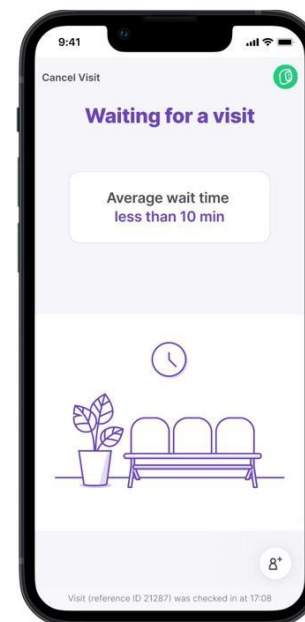 9:41
Cancel Visit
Waiting for a visit
Average wait time
less than 10 min
Visit (reference ID 21287) was checked in at 17:08